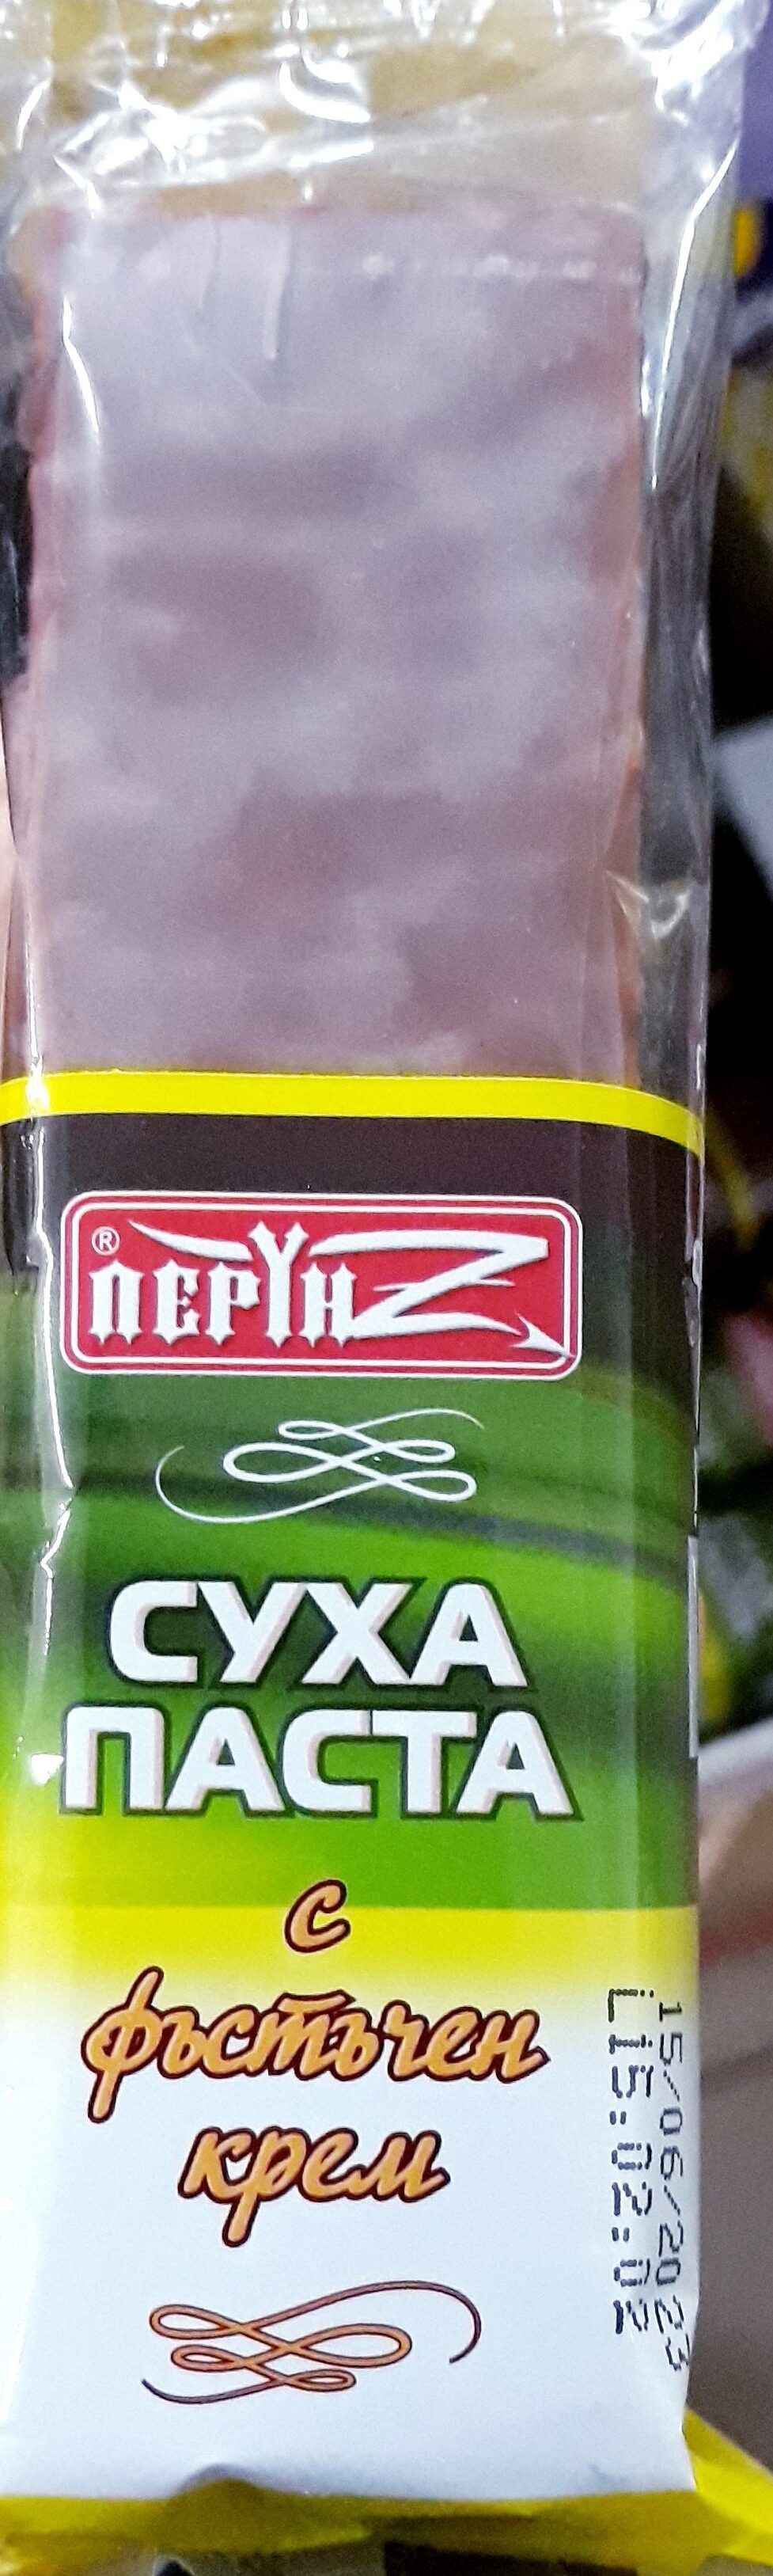 ® ПЕРУНZ
СУХА
ПАСТА
с
фъстъчен
крем
15/06/2023
L15:02:02